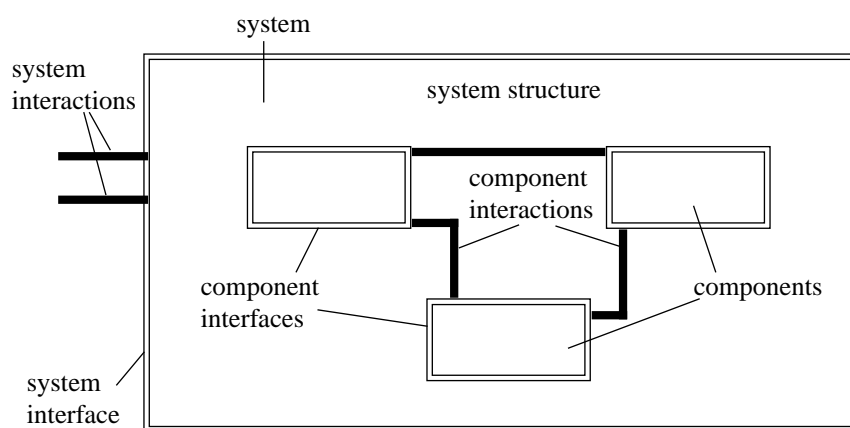 system
system
interactions
system structure
component
interactions
component
interfaces
components
system
interface